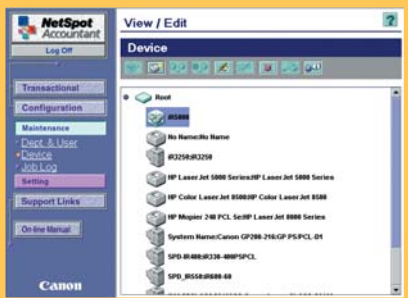 NetSpot
Accountant
Log Off
Transactional
Configuration
Maintenance
Dept. & User
Device
Job Log
Setting
Support Links
On-line Manual
Canon
View / Edit
?
Device
Root
iR5000
No Name:No Name
iR3250:iR3250
HP LaserJet 5000 Series:HP LaserJet 5000 Series
HP Color LaserJet 8500:HP Color LaserJet 8500
HP Mopier 240 PCL 5e:HP LaserJet 8000 Series
System Name:Canon GP200-216:GP PS/PCL-D1
SPD-IR400:iR330-400PSPCL
SPD_IR550:iR600-60